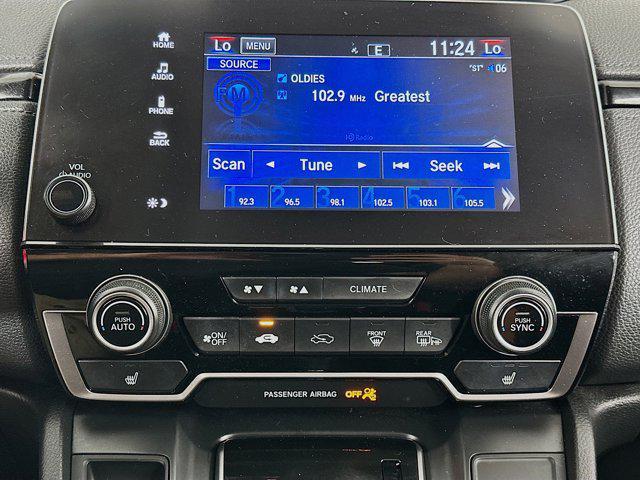 Lo MENU E 11:24 Lo
HOME
SOURCE "ST" 06
AUDIO
OLDIES
FM
102.9 MHz Greatest
PHONE
BACK
HD Radio
Scan Tune Seek
VOL
AUDIO
1 92.3 2 96.5 3 98.1 4 102.5 5 103.1 6 105.5
CLIMATE
PUSH AUTO
PUSH SYNC
ON/OFF FRONT REAR
PASSENGER AIRBAG OFF